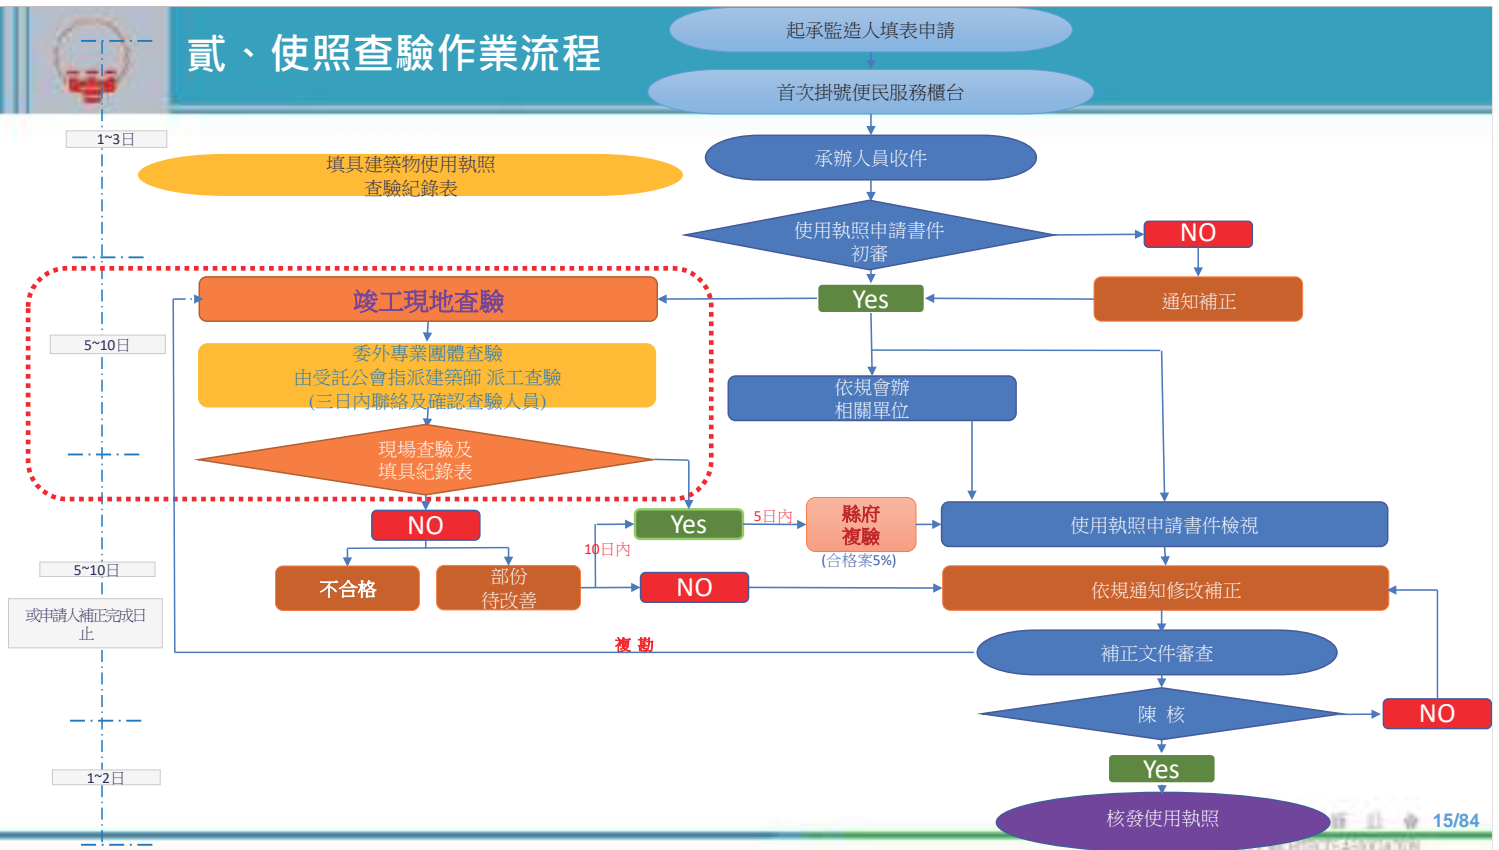 貳、使照查驗作業流程
起承監造人填表申請
首次掛號便民服務櫃台
1~3日
填具建築物使用執照
查驗紀錄表
承辦人員收件
使用執照申請書件
初審
NO
竣工現地查驗
Yes
通知補正
5~10日
委外專業團體查驗
由受託公會指派建築師 派工查驗
(三日內聯絡及確認查驗人員)
依規會辦
相關單位
現場查驗及
填具紀錄表
NO
Yes
5日內
縣府
複驗
(合格案5%)
使用執照申請書件檢視
10日內
5~10日
不合格
部份
待改善
NO
依規通知修改補正
或申請人補正完成日
止
複 勘
補正文件審查
陳 核
NO
1~2日
Yes
核發使用執照
會
15/84